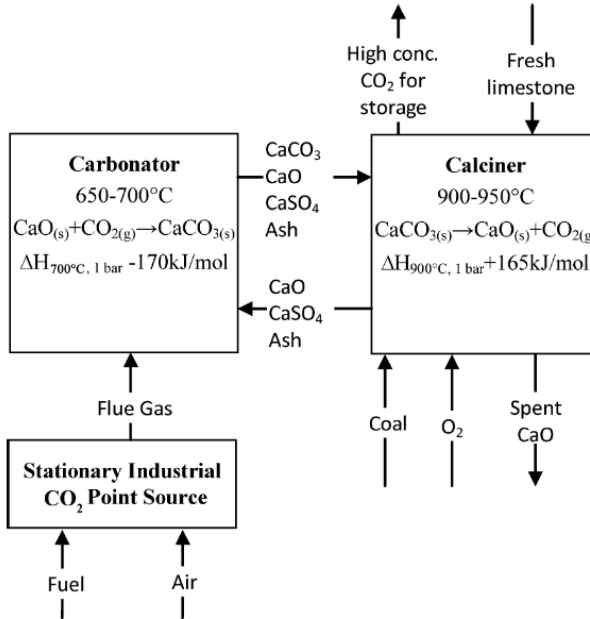 High conc.
CO₂ for
storage
Fresh
limestone
Carbonator
650-700°C
CaO(s)+CO2(g)→CaCO3(s)
ΔH700°C, 1 bar -170kJ/mol
CaCO₃
CaO
CaSO₄
Ash
Calciner
900-950°C
CaCO3(s)→CaO(s)+CO2(g
ΔH900°C, 1 bar+165kJ/mol
CaO
CaSO₄
Ash
Flue Gas
Coal
O₂
Spent
CaO
Stationary Industrial
CO₂ Point Source
Fuel
Air